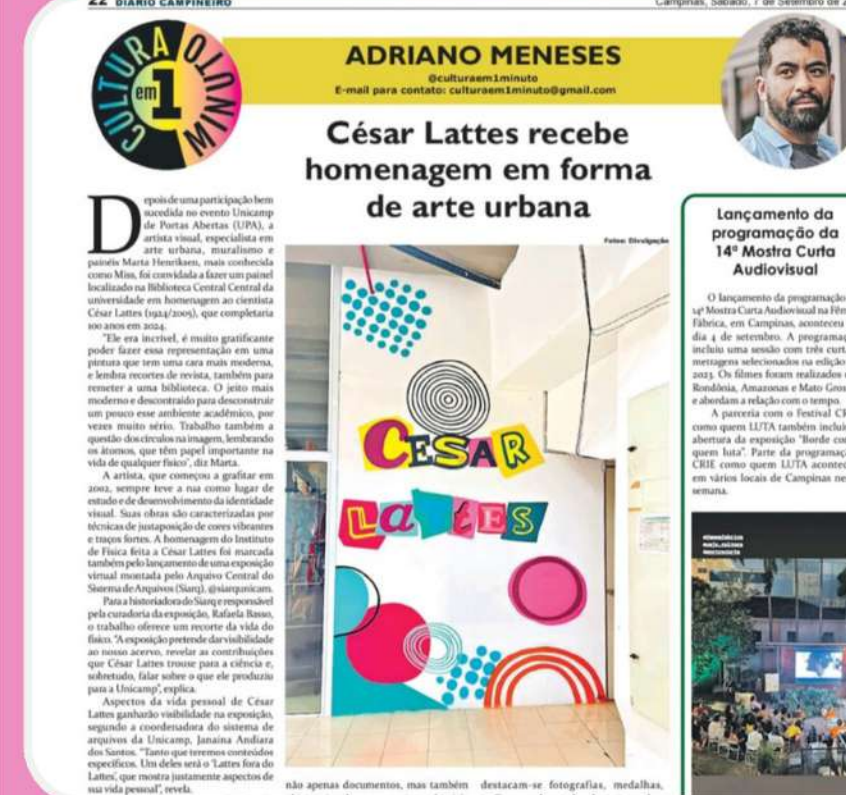 22 DIÁRIO CAMPINEIRO
Campinas, Sábado, 7 de Setembro de 2
CULTURA
em 1
MINUTO
ADRIANO MENESES
@culturaem1minuto
E-mail para contato: culturaem1minuto@gmail.com
César Lattes recebe
homenagem em forma
de arte urbana
Fotos: Divulgação
Depois de uma participação bem
sucedida no evento Unicamp
de Portas Abertas (UPA), a
artista visual, especialista em
arte urbana, muralismo e
painéis Marta Henriksen, mais conhecida
como Miss, foi convidada a fazer um painel
localizado na Biblioteca Central Central da
universidade em homenagem ao cientista
César Lattes (1924/2005), que completaria
100 anos em 2024.
"Ele era incrível, é muito gratificante
poder fazer essa representação em uma
pintura que tem uma cara mais moderna,
e lembra recortes de revista, também para
remeter a uma biblioteca. O jeito mais
moderno e descontraído para desconstruir
um pouco esse ambiente acadêmico, por
vezes muito sério. Trabalho também a
questão dos círculos na imagem, lembrando
os átomos, que têm papel importante na
vida de qualquer físico", diz Marta.
A artista, que começou a grafitar em
2002, sempre teve a rua como lugar de
estudo e de desenvolvimento da identidade
visual. Suas obras são caracterizadas por
técnicas de justaposição de cores vibrantes
e traços fortes. A homenagem do Instituto
de Física feita a César Lattes foi marcada
também pelo lançamento de uma exposição
virtual montada pelo Arquivo Central do
Sistema de Arquivos (Siarq), @siarqunicam.
Para a historiadora do Siarq e responsável
pela curadoria da exposição, Rafaela Basso,
o trabalho oferece um recorte da vida do
físico. "A exposição pretende dar visibilidade
ao nosso acervo, revelar as contribuições
que César Lattes trouxe para a ciência e,
sobretudo, falar sobre o que ele produziu
para a Unicamp", explica.
Aspectos da vida pessoal de César
Lattes ganharão visibilidade na exposição,
segundo a coordenadora do sistema de
arquivos da Unicamp, Janaina Andiara
dos Santos. "Tanto que teremos conteúdos
específicos. Um deles será o 'Lattes fora do
Lattes', que mostra justamente aspectos de
sua vida pessoal", revela.
CESAR
LattES
não apenas documentos, mas também
destacam-se fotografias, medalhas,
Lançamento da
programação da
14ª Mostra Curta
Audiovisual
O lançamento da programação
14ª Mostra Curta Audiovisual na Fêni
Fábrica, em Campinas, aconteceu
dia 4 de setembro. A programaç
incluiu uma sessão com três curta
metragens selecionados na edição
2023. Os filmes foram realizados
Rondônia, Amazonas e Mato Gros
e abordam a relação com o tempo.
A parceria com o Festival CR
como quem LUTA também incluiu
abertura da exposição "Borde com
quem luta". Parte da programaç
CRIE como quem LUTA acontec
em vários locais de Campinas nes
semana.